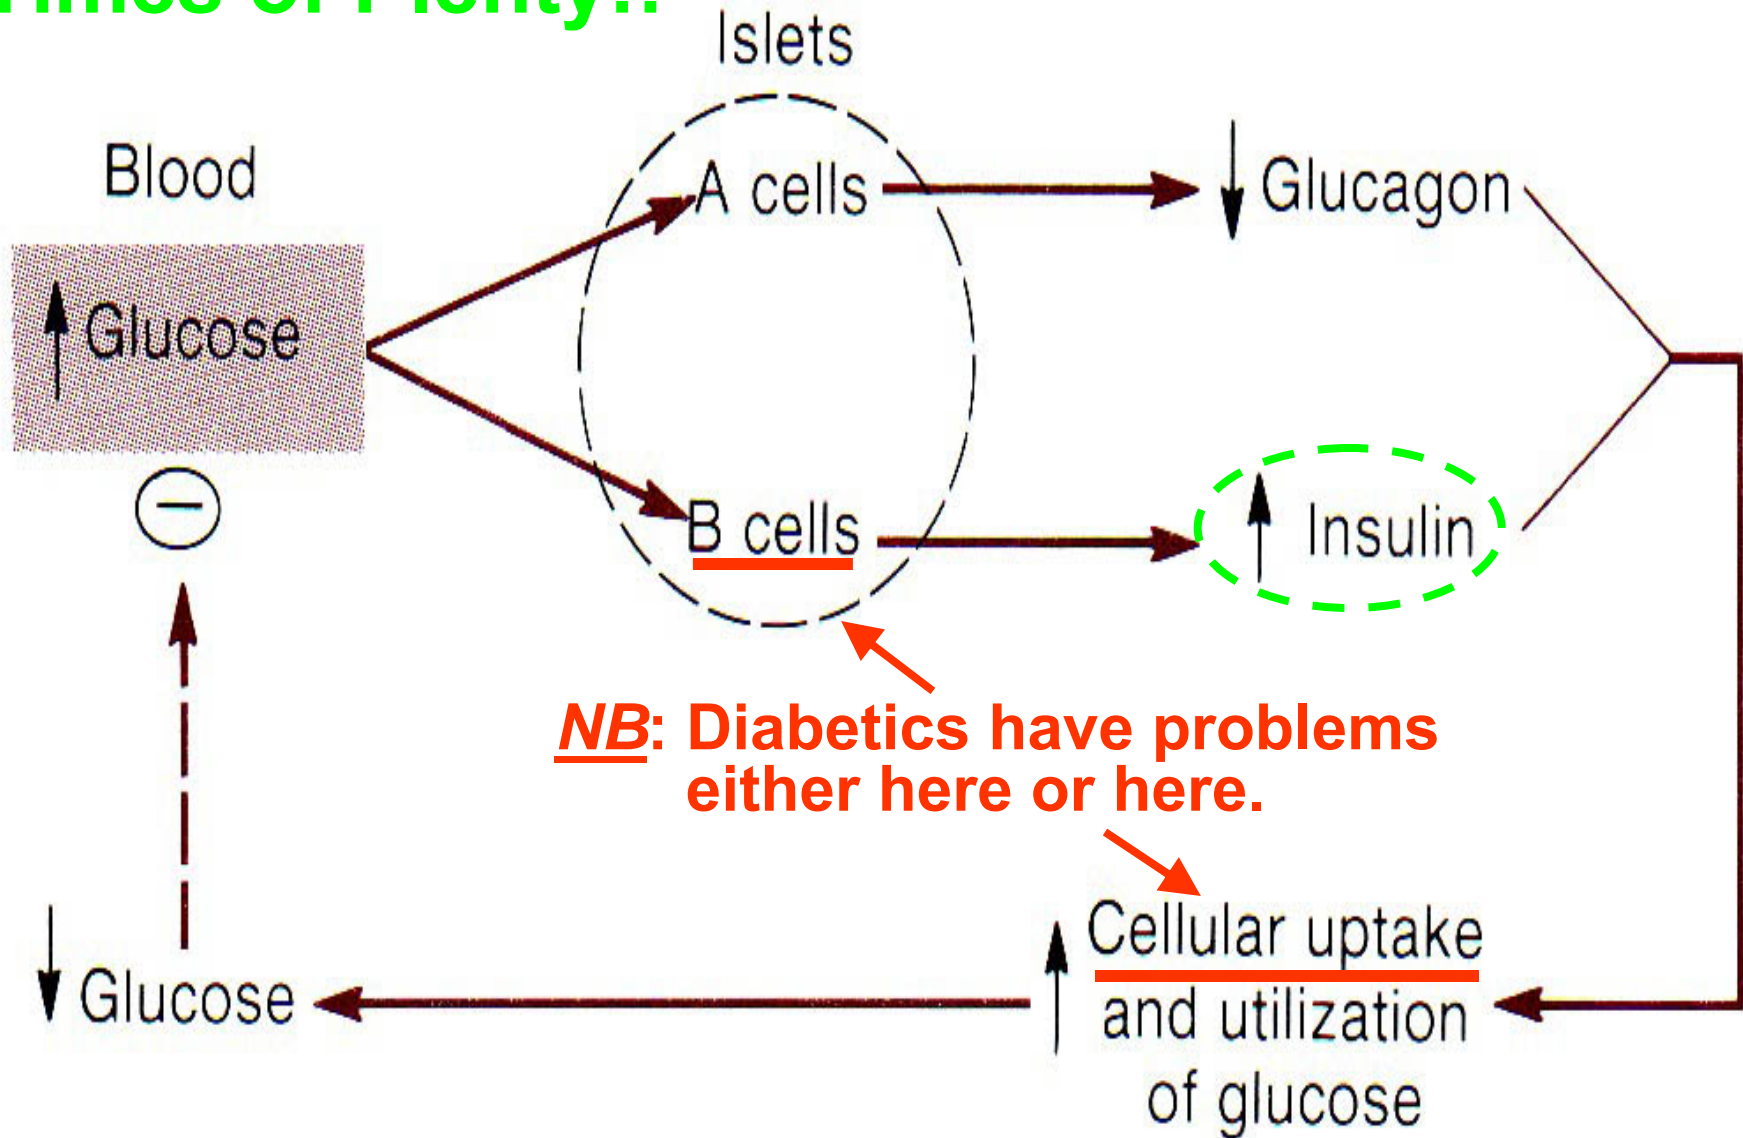 Islets
Blood
A cells
↓ Glucagon
↑ Glucose
−
B cells
↑ Insulin
NB: Diabetics have problems
either here or here.
↑ Cellular uptake
and utilization
of glucose
↓ Glucose